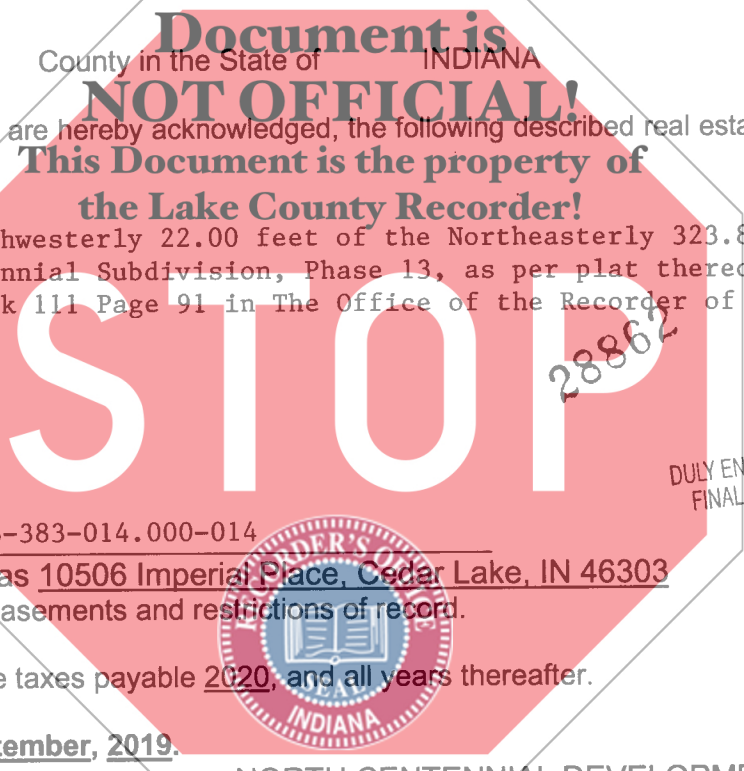 Document is
County in the State of INDIANA
NOT OFFICIAL!
are hereby acknowledged, the following described real esta
This Document is the property of
the Lake County Recorder!
hwesterly 22.00 feet of the Northeasterly 323.8
nnial Subdivision, Phase 13, as per plat thereo
k 111 Page 91 in The Office of the Recorder of
STOP
28862
DULY EN
FINAL
-383-014.000-014
as 10506 Imperial Place, Cedar Lake, IN 46303
asements and restrictions of record.
RECORDER'S OFFICE
e taxes payable 2020, and all years thereafter.
SEAL
INDIANA
tember, 2019.
NORTH CENTENNIAL DEVELOPME